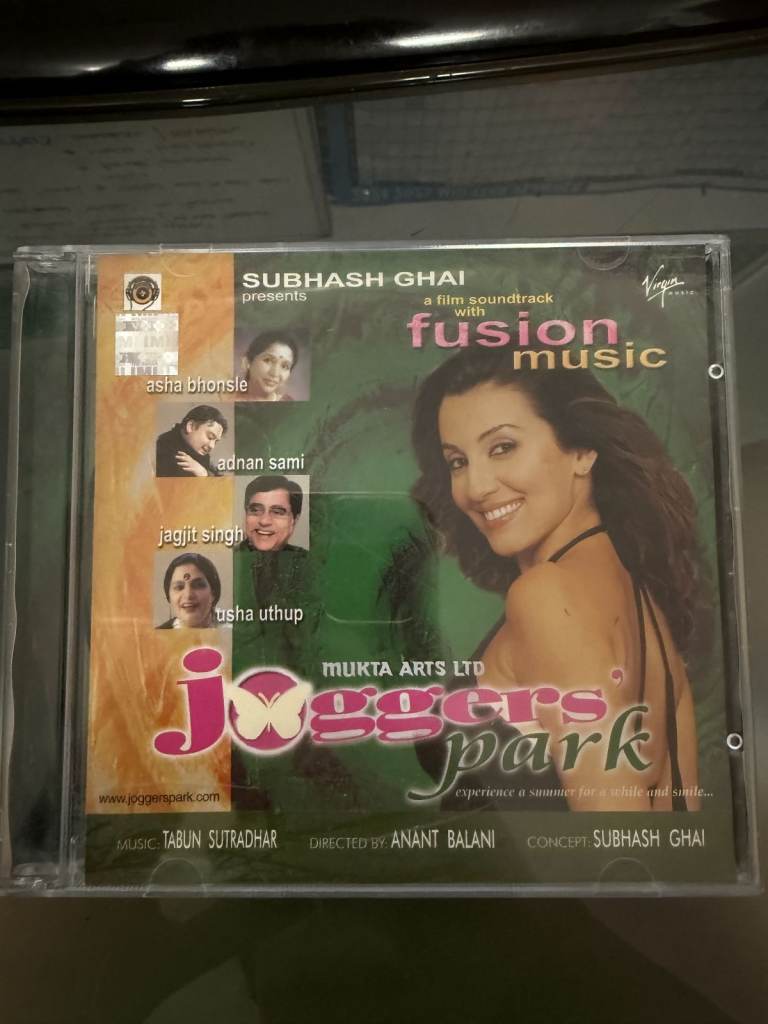 SUBHASH GHAI
presents
Virgin
MUSIC
a film soundtrack
with
fusion
music
asha bhonsle
adnan sami
jagjit singh
usha uthup
MUKTA ARTS LTD
joggers'
park
experience a summer for a while and smile...
www.joggerspark.com
MUSIC: TABUN SUTRADHAR DIRECTED BY: ANANT BALANI CONCEPT: SUBHASH GHAI